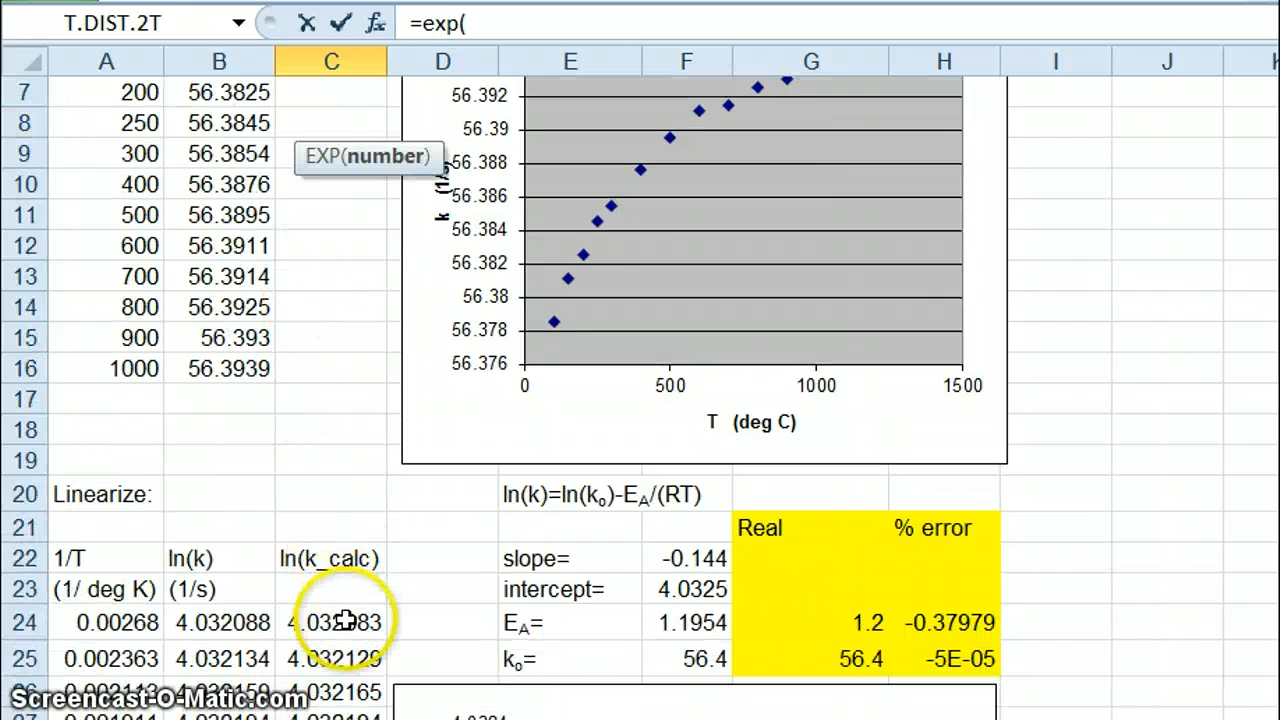 T.DIST.2T =exp(
A B C D E F G H I J K
7 200 56.3825 56.392
8 250 56.3845 56.39
9 300 56.3854 EXP(number) 56.388
10 400 56.3876 56.386
11 500 56.3895 56.384
12 600 56.3911 56.382
13 700 56.3914 56.38
14 800 56.3925 56.378
15 900 56.393 56.376
16 1000 56.3939 0 500 1000 1500
k (1/s)
T (deg C)
17
18
19
20 Linearize: ln(k)=ln(kₒ)-E_A/(RT)
21 Real % error
22 1/T ln(k) ln(k_calc) slope= -0.144
23 (1/ deg K) (1/s) intercept= 4.0325
24 0.00268 4.032088 E_A= 1.1954 1.2 -0.37979
25 0.002363 4.032134 4.032129 kₒ= 56.4 56.4 -5E-05
4.032165
Screencast-O-Matic.com